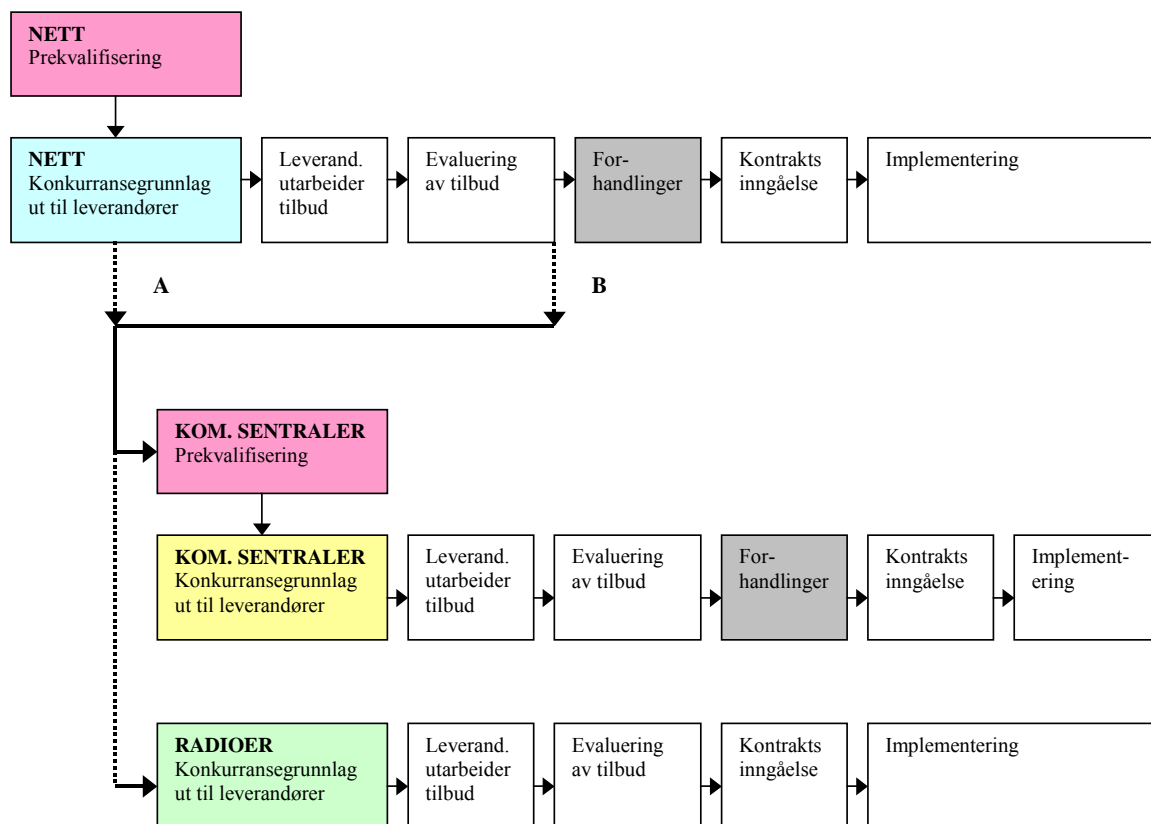 NETT
Prekvalifisering
NETT
Konkurransegrunnlag
ut til leverandører
Leverand.
utarbeider
tilbud
Evaluering
av tilbud
For-
handlinger
Kontrakts
inngåelse
Implementering
A
B
KOM. SENTRALER
Prekvalifisering
KOM. SENTRALER
Konkurransegrunnlag
ut til leverandører
Leverand.
utarbeider
tilbud
Evaluering
av tilbud
For-
handlinger
Kontrakts
inngåelse
Implement-
ering
RADIOER
Konkurransegrunnlag
ut til leverandører
Leverand.
utarbeider
tilbud
Evaluering
av tilbud
Kontrakts
inngåelse
Implementering